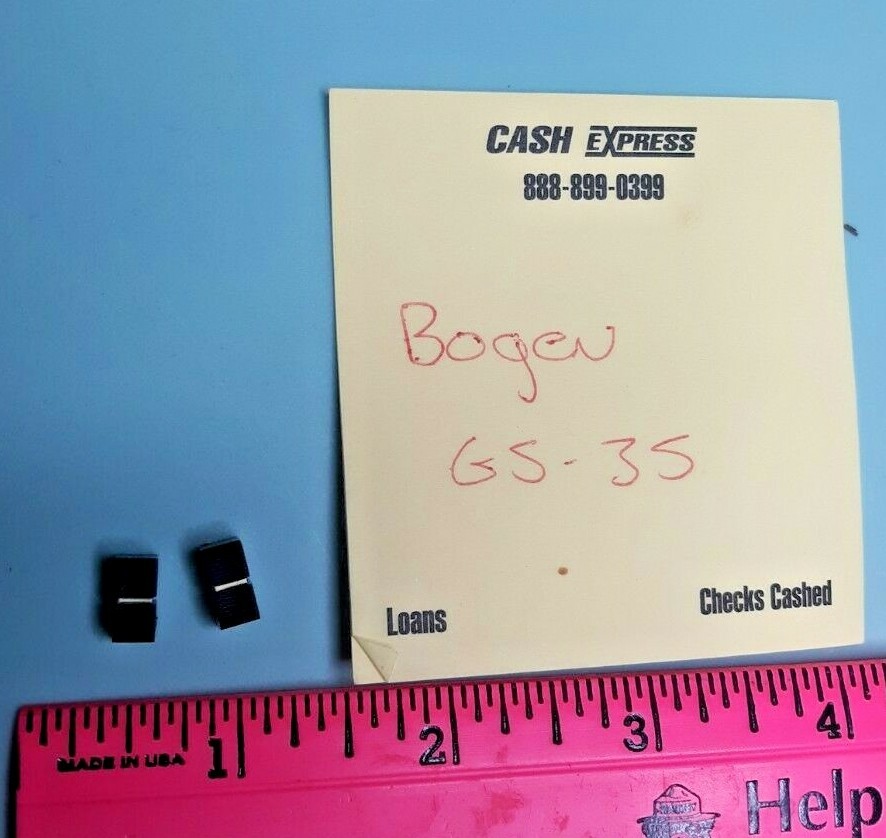 CASH EXPRESS
888-899-0399
Bogen
GS-35
Loans
Checks Cashed
MADE IN USA
1 2 3 4
Help